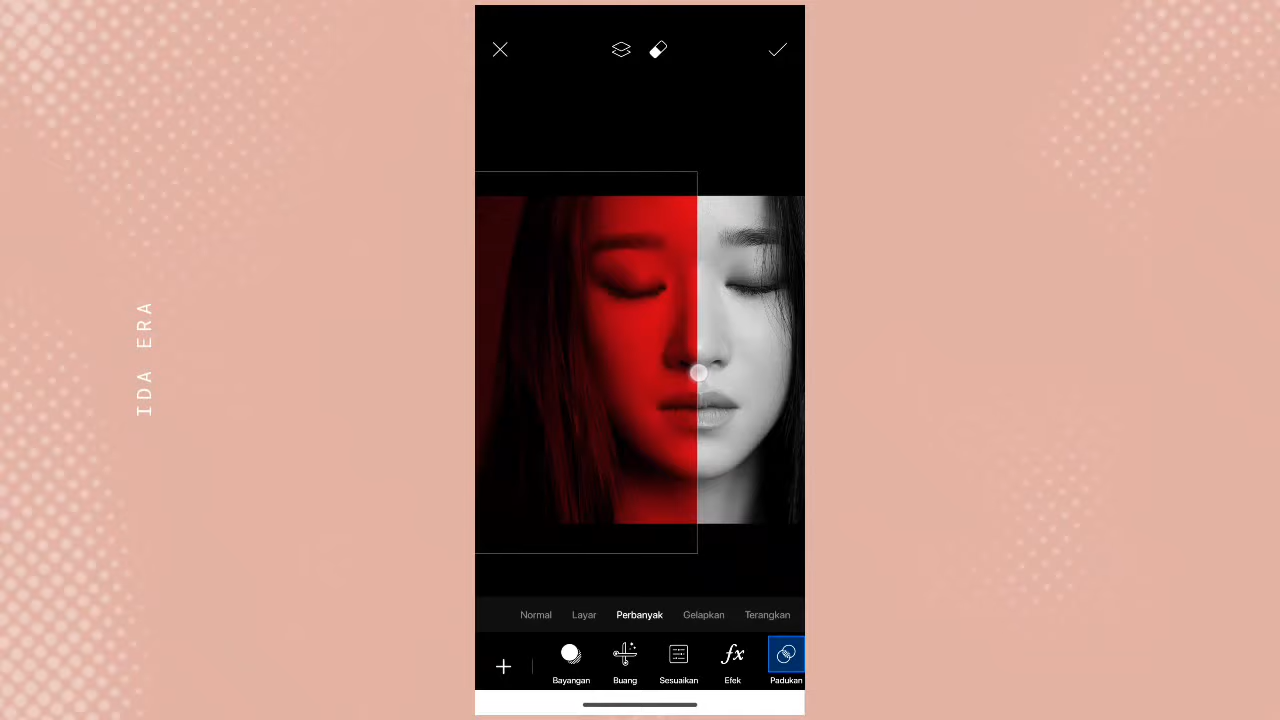 IDA ERA
Normal Layar Perbanyak Gelapkan Terangkan
Bayangan Buang Sesuaikan fx Efek Padukan